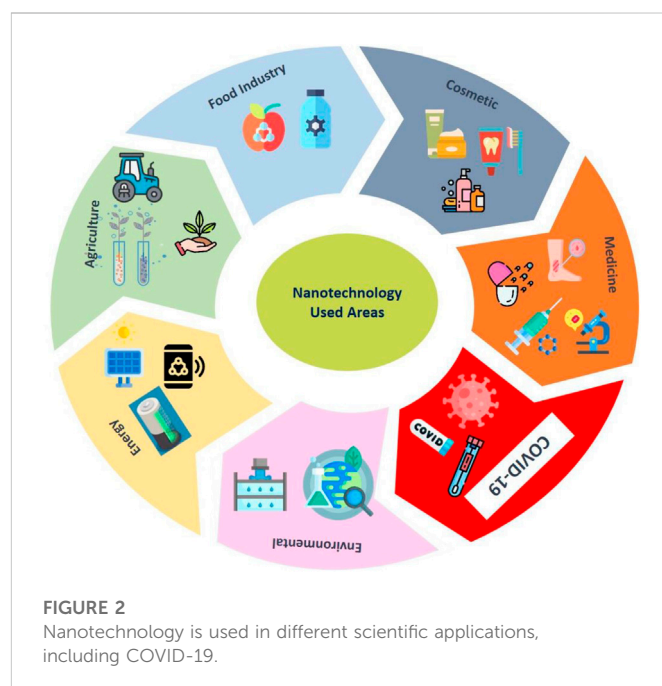 Food Industry
Cosmetic
Medicine
COVID-19
COVID
Environmental
Energy
Agriculture
Nanotechnology
Used Areas
FIGURE 2
Nanotechnology is used in different scientific applications,
including COVID-19.